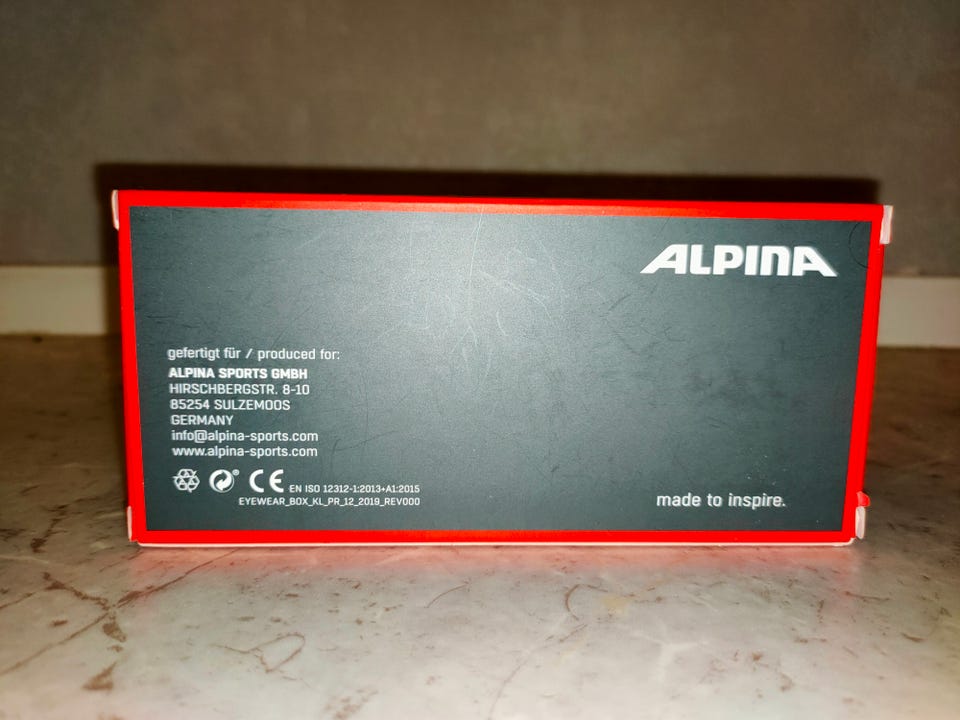 ALPINA
gefertigt für / produced for:
ALPINA SPORTS GMBH
HIRSCHBERGSTR. 8-10
85254 SULZEMOOS
GERMANY
info@alpina-sports.com
www.alpina-sports.com
CE EN ISO 12312-1:2013+A1:2015
EYEWEAR_BOX_KL_PR_12_2019_REV000
made to inspire.